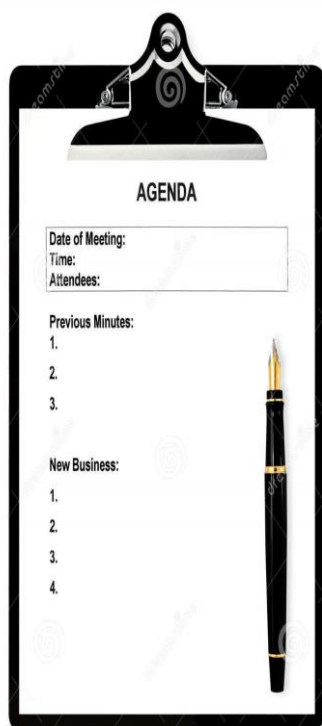 AGENDA
Date of Meeting:
Time:
Attendees:
Previous Minutes:
1.
2.
3.
New Business:
1.
2.
3.
4.